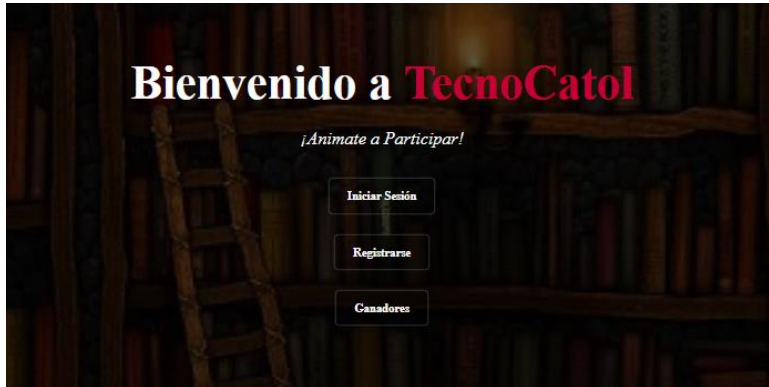 Bienvenido a TecnoCatol
¡Animate a Participar!
Iniciar Sesión
Registrarse
Ganadores